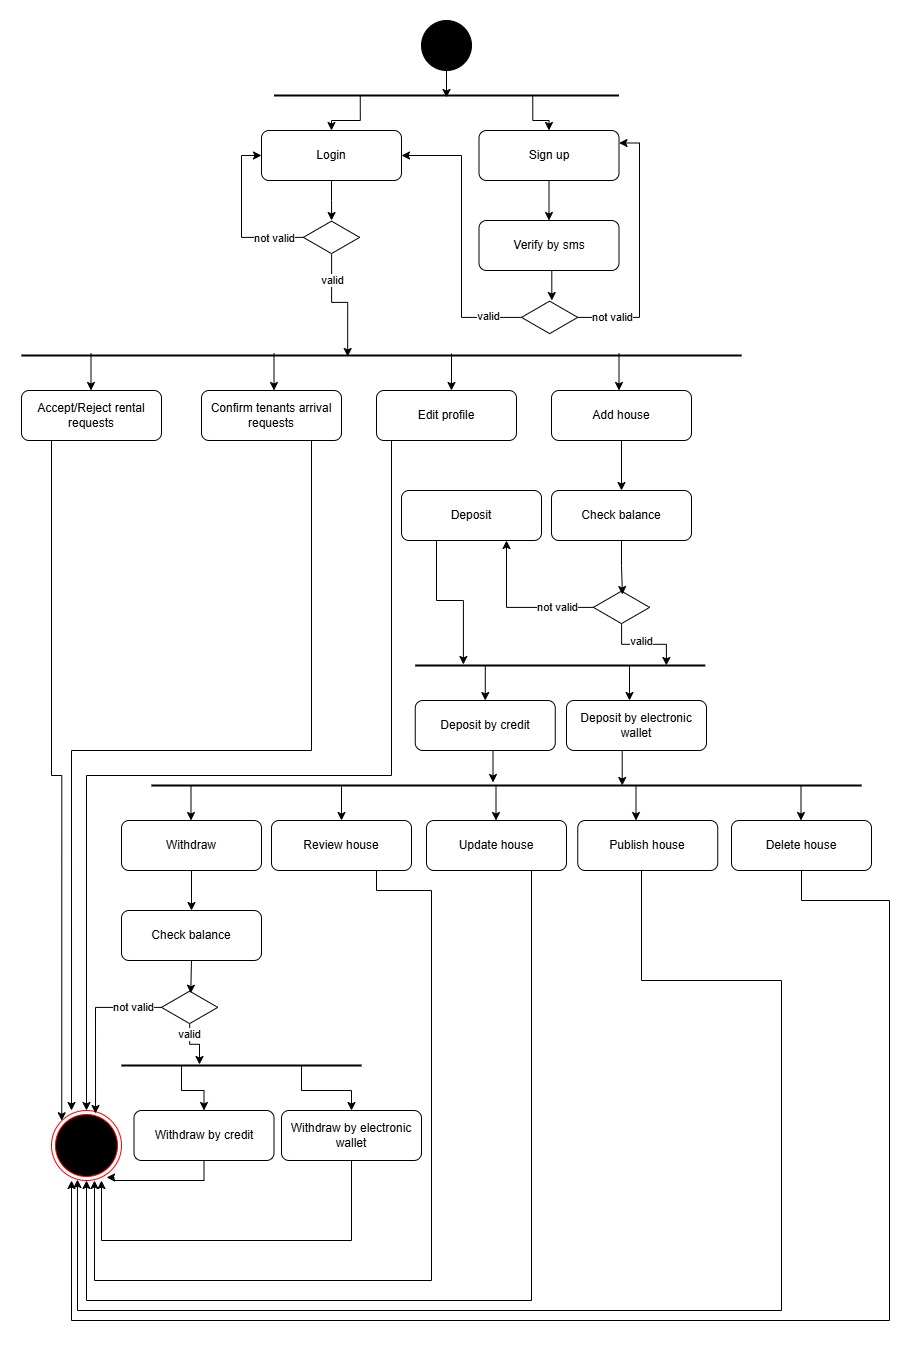 Login
Sign up
not valid
Verify by sms
valid
valid
not valid
Accept/Reject rental
requests
Confirm tenants arrival
requests
Edit profile
Add house
Deposit
Check balance
not valid
valid
Deposit by credit
Deposit by electronic
wallet
Withdraw
Review house
Update house
Publish house
Delete house
Check balance
not valid
valid
Withdraw by credit
Withdraw by electronic
wallet